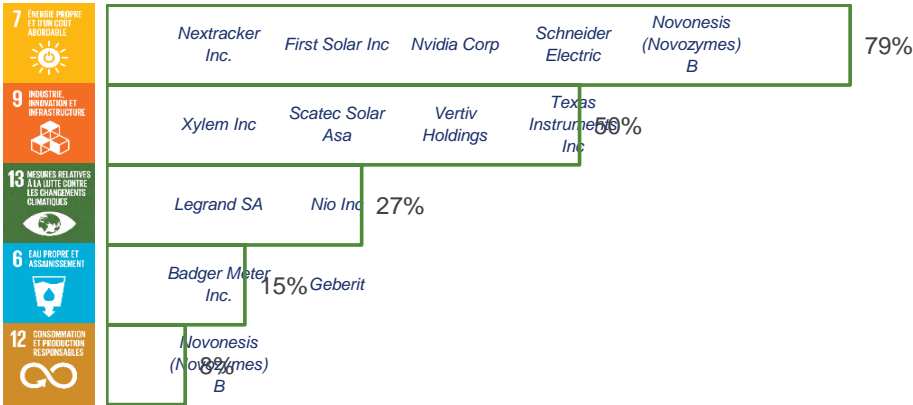 7 ÉNERGIE PROPRE
ET D'UN COÛT
ABORDABLE
Nextracker
Inc.
First Solar Inc
Nvidia Corp
Schneider
Electric
Novonesis
(Novozymes)
B
79%
9 INDUSTRIE,
INNOVATION ET
INFRASTRUCTURE
Xylem Inc
Scatec Solar
Asa
Vertiv
Holdings
Texas
Instruments
Inc
50%
13 MESURES RELATIVES
À LA LUTTE CONTRE
LES CHANGEMENTS
CLIMATIQUES
Legrand SA
Nio Inc
27%
6 EAU PROPRE ET
ASSAINISSEMENT
Badger Meter
Inc.
15%
Geberit
12 CONSOMMATION
ET PRODUCTION
RESPONSABLES
Novonesis
(Novozymes)
B
8%